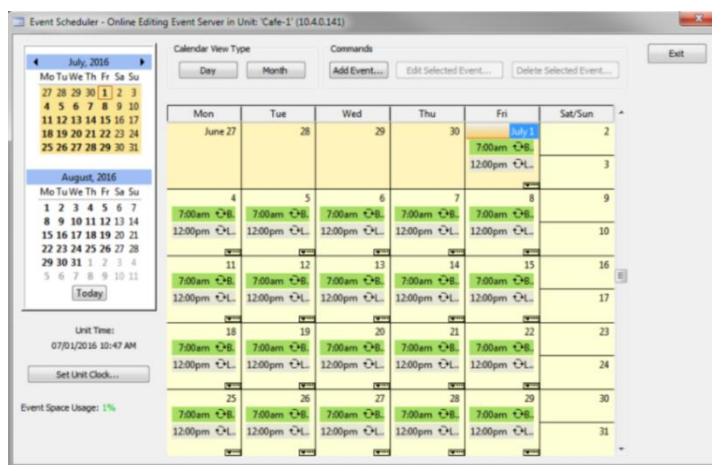 Event Scheduler - Online Editing Event Server in Unit: 'Cafe-1' (10.4.0.141)
Calendar View Type
Day Month
Commands
Add Event... Edit Selected Event... Delete Selected Event...
Exit
July, 2016
Mo Tu We Th Fr Sa Su
27 28 29 30 1 2 3
4 5 6 7 8 9 10
11 12 13 14 15 16 17
18 19 20 21 22 23 24
25 26 27 28 29 30 31
August, 2016
Mo Tu We Th Fr Sa Su
1 2 3 4 5 6 7
8 9 10 11 12 13 14
15 16 17 18 19 20 21
22 23 24 25 26 27 28
29 30 31 1 2 3 4
5 6 7 8 9 10 11
Today
Unit Time:
07/01/2016 10:47 AM
Set Unit Clock...
Event Space Usage: 1%
Mon Tue Wed Thu Fri Sat/Sun
June 27 28 29 30 July 1 2
7:00am B..
12:00pm L.. 3
4 5 6 7 8 9
7:00am B.. 7:00am B.. 7:00am B.. 7:00am B.. 7:00am B..
12:00pm L.. 12:00pm L.. 12:00pm L.. 12:00pm L.. 12:00pm L.. 10
11 12 13 14 15 16
7:00am B.. 7:00am B.. 7:00am B.. 7:00am B.. 7:00am B..
12:00pm L.. 12:00pm L.. 12:00pm L.. 12:00pm L.. 12:00pm L.. 17
18 19 20 21 22 23
7:00am B.. 7:00am B.. 7:00am B.. 7:00am B.. 7:00am B..
12:00pm L.. 12:00pm L.. 12:00pm L.. 12:00pm L.. 12:00pm L.. 24
25 26 27 28 29 30
7:00am B.. 7:00am B.. 7:00am B.. 7:00am B.. 7:00am B..
12:00pm L.. 12:00pm L.. 12:00pm L.. 12:00pm L.. 12:00pm L.. 31